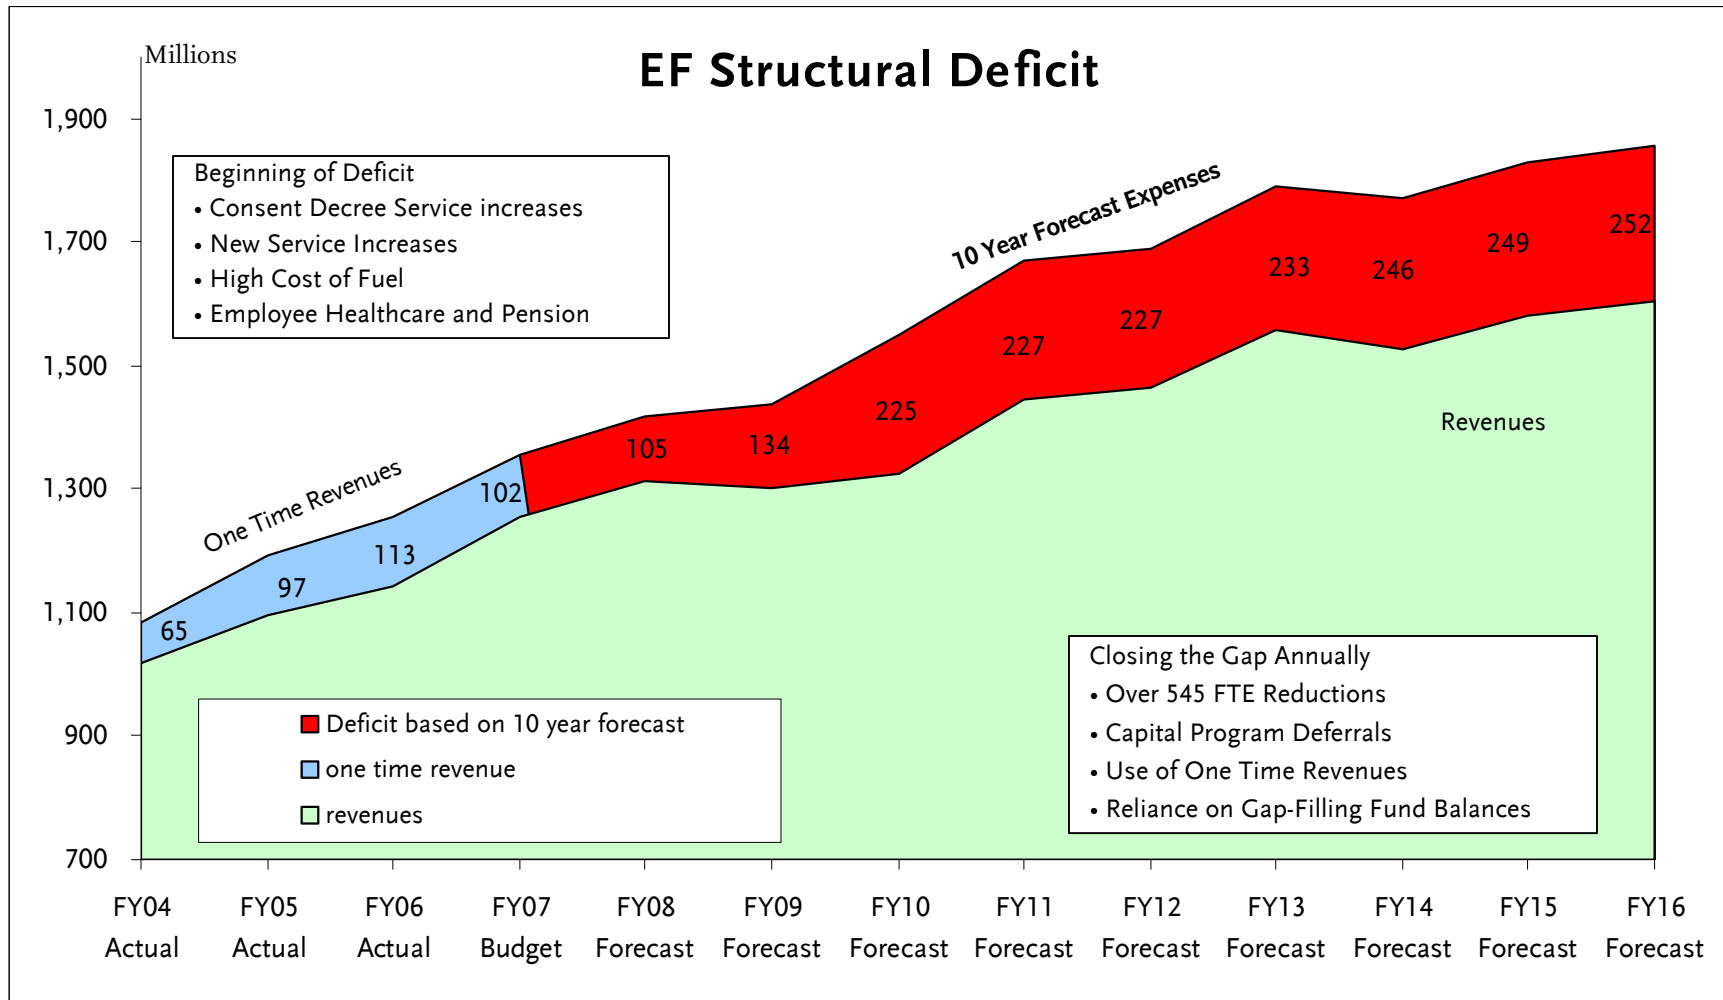 Millions
EF Structural Deficit
1,900
1,700
1,500
1,300
1,100
900
700
Beginning of Deficit
• Consent Decree Service increases
• New Service Increases
• High Cost of Fuel
• Employee Healthcare and Pension
10 Year Forecast Expenses
One Time Revenues
65
97
113
102
105
134
225
227
227
233
246
249
252
Revenues
Deficit based on 10 year forecast
one time revenue
revenues
Closing the Gap Annually
• Over 545 FTE Reductions
• Capital Program Deferrals
• Use of One Time Revenues
• Reliance on Gap-Filling Fund Balances
FY04 FY05 FY06 FY07 FY08 FY09 FY10 FY11 FY12 FY13 FY14 FY15 FY16
Actual Actual Actual Budget Forecast Forecast Forecast Forecast Forecast Forecast Forecast Forecast Forecast